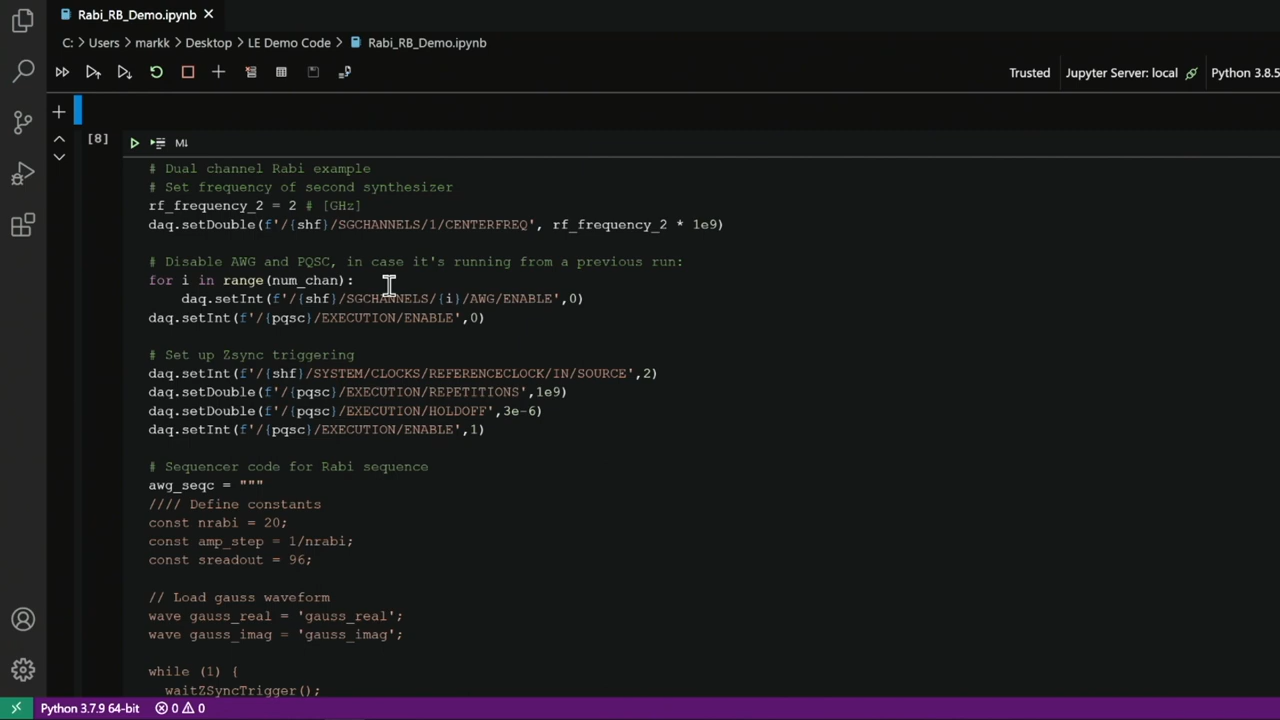 Rabi_RB_Demo.ipynb
C: > Users > markk > Desktop > LE Demo Code > Rabi_RB_Demo.ipynb
Trusted Jupyter Server: local Python 3.8.5
[8]
M↓
# Dual channel Rabi example
# Set frequency of second synthesizer
rf_frequency_2 = 2 # [GHz]
daq.setDouble(f'/{shf}/SGCHANNELS/1/CENTERFREQ', rf_frequency_2 * 1e9)
# Disable AWG and PQSC, in case it's running from a previous run:
for i in range(num_chan):
daq.setInt(f'/{shf}/SGCHANNELS/{i}/AWG/ENABLE',0)
daq.setInt(f'/{pqsc}/EXECUTION/ENABLE',0)
# Set up Zsync triggering
daq.setInt(f'/{shf}/SYSTEM/CLOCKS/REFERENCECLOCK/IN/SOURCE',2)
daq.setDouble(f'/{pqsc}/EXECUTION/REPETITIONS',1e9)
daq.setDouble(f'/{pqsc}/EXECUTION/HOLDOFF',3e-6)
daq.setInt(f'/{pqsc}/EXECUTION/ENABLE',1)
# Sequencer code for Rabi sequence
awg_seqc = """
//// Define constants
const nrabi = 20;
const amp_step = 1/nrabi;
const sreadout = 96;
// Load gauss waveform
wave gauss_real = 'gauss_real';
wave gauss_imag = 'gauss_imag';
while (1) {
waitZSyncTrigger();
Python 3.7.9 64-bit 0 0